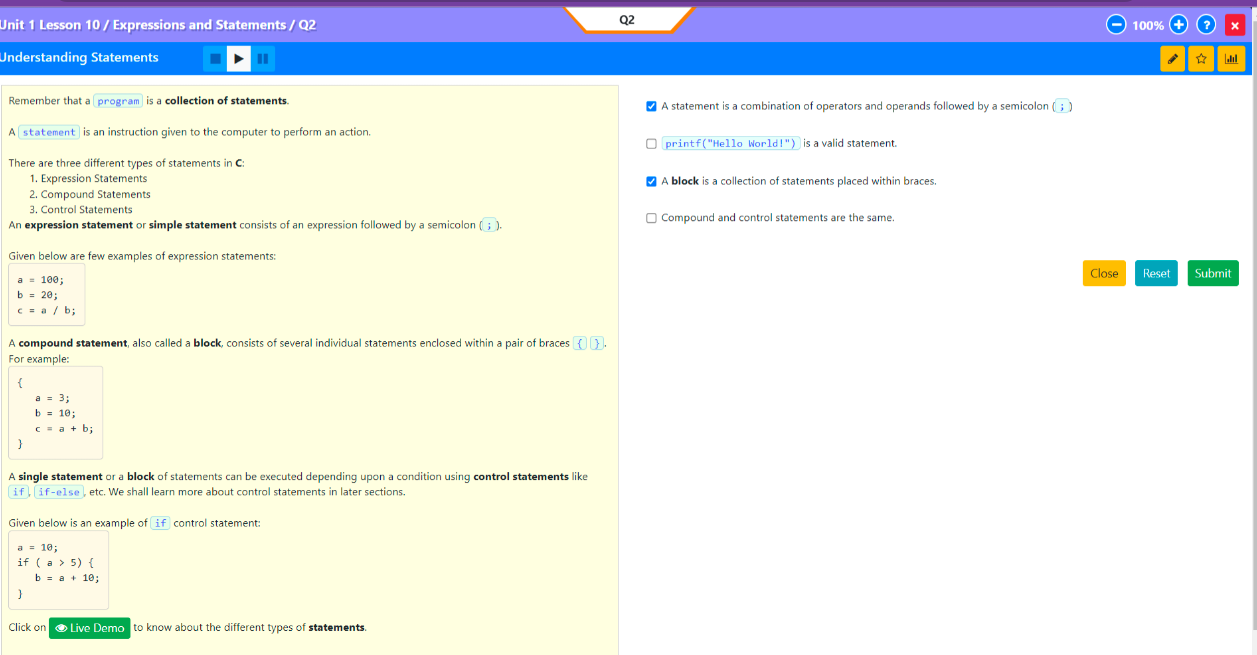 Unit 1 Lesson 10 / Expressions and Statements / Q2
Q2
100%
Understanding Statements
Remember that a program is a collection of statements.
A statement is an instruction given to the computer to perform an action.
There are three different types of statements in C:
1. Expression Statements
2. Compound Statements
3. Control Statements
An expression statement or simple statement consists of an expression followed by a semicolon ( ; ).
Given below are few examples of expression statements:
a = 100;
b = 20;
c = a / b;
A compound statement, also called a block, consists of several individual statements enclosed within a pair of braces { }.
For example:
{
a = 3;
b = 10;
c = a + b;
}
A single statement or a block of statements can be executed depending upon a condition using control statements like
if, if-else, etc. We shall learn more about control statements in later sections.
Given below is an example of if control statement:
a = 10;
if ( a > 5) {
b = a + 10;
}
Click on Live Demo to know about the different types of statements.
A statement is a combination of operators and operands followed by a semicolon ( ; )
printf("Hello World!") is a valid statement.
A block is a collection of statements placed within braces.
Compound and control statements are the same.
Close Reset Submit